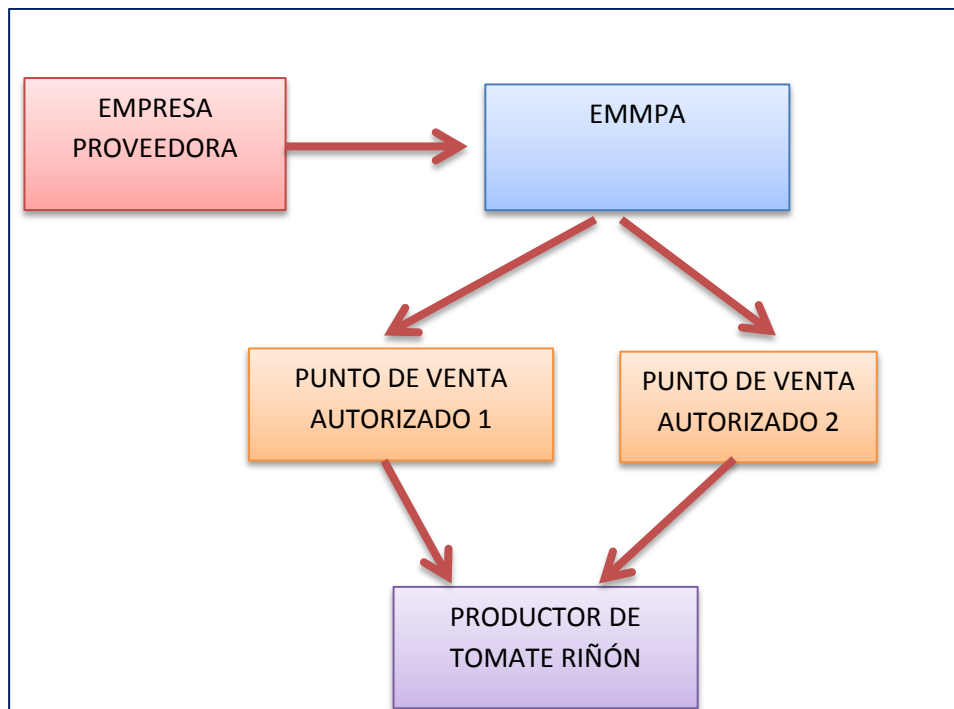 EMPRESA
PROVEEDORA
EMMPA
PUNTO DE VENTA
AUTORIZADO 1
PUNTO DE VENTA
AUTORIZADO 2
PRODUCTOR DE
TOMATE RIÑÓN